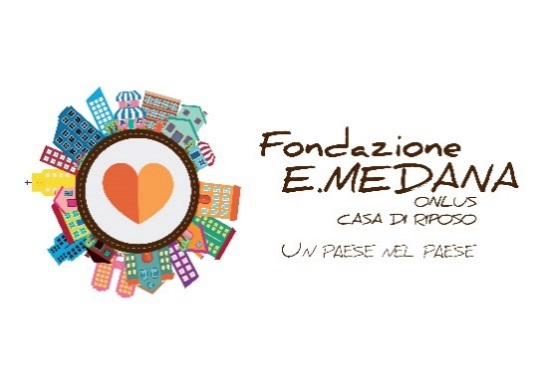 Fondazione
E.MEDANA
ONLUS
CASA DI RIPOSO
UN PAESE NEL PAESE